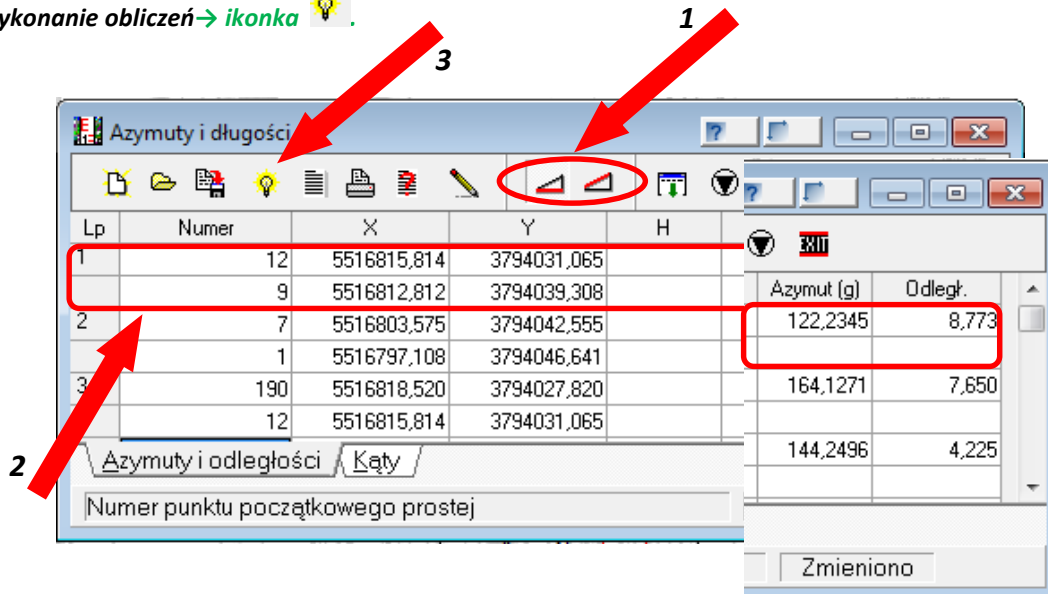 ykonanie obliczeń→ ikonka .
1
3
Azymuty i długości
?
?
EXIT
Lp Numer X Y H
Azymut (g) Odległ.
1 12 5516815,814 3794031,065 122,2345 8,773
9 5516812,812 3794039,308
2 7 5516803,575 3794042,555 164,1271 7,650
1 5516797,108 3794046,641
3 190 5516818,520 3794027,820 144,2496 4,225
12 5516815,814 3794031,065
2
Azymuty i odległości Kąty
Numer punktu początkowego prostej
Zmieniono